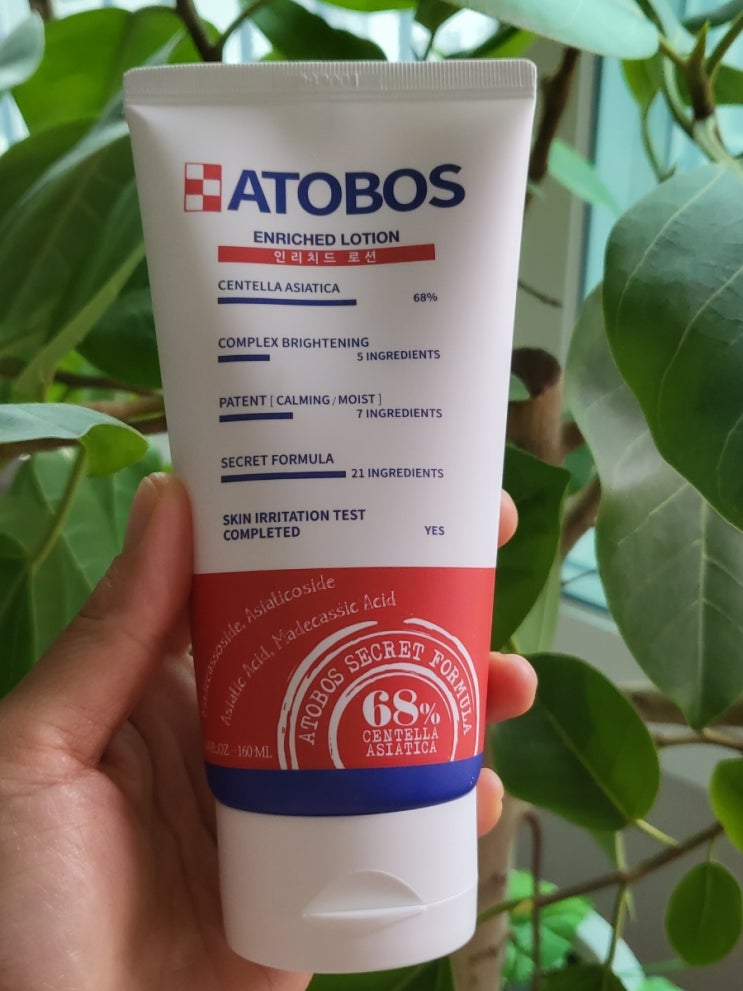 ATOBOS
ENRICHED LOTION
인리치드 로션
CENTELLA ASIATICA
68%
COMPLEX BRIGHTENING
5 INGREDIENTS
PATENT [ CALMING / MOIST ]
7 INGREDIENTS
SECRET FORMULA
21 INGREDIENTS
SKIN IRRITATION TEST
COMPLETED
YES
Asiaticoside
Asiatic Acid, Madecassic Acid
ATOBOS SECRET FORMULA
68%
CENTELLA
ASIATICA
160 ML